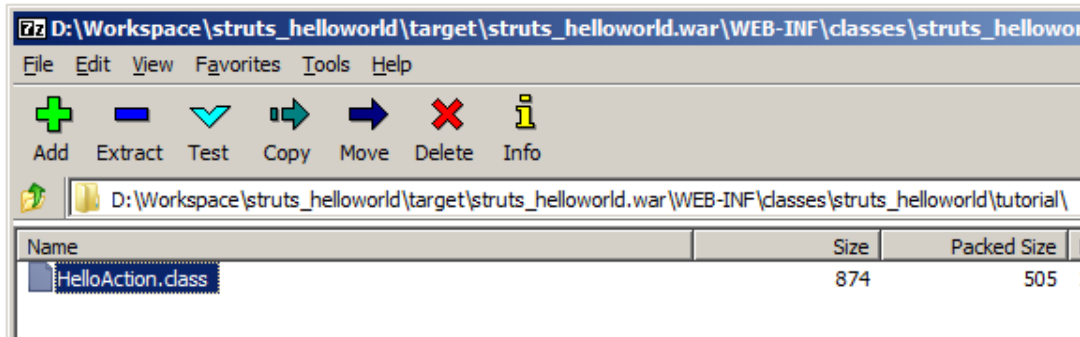 D:\Workspace\struts_helloworld\target\struts_helloworld.war\WEB-INF\classes\struts_hellowor
File Edit View Favorites Tools Help
Add Extract Test Copy Move Delete Info
D:\Workspace\struts_helloworld\target\struts_helloworld.war\WEB-INF\classes\struts_helloworld\tutorial\
Name Size Packed Size
HelloAction.class 874 505